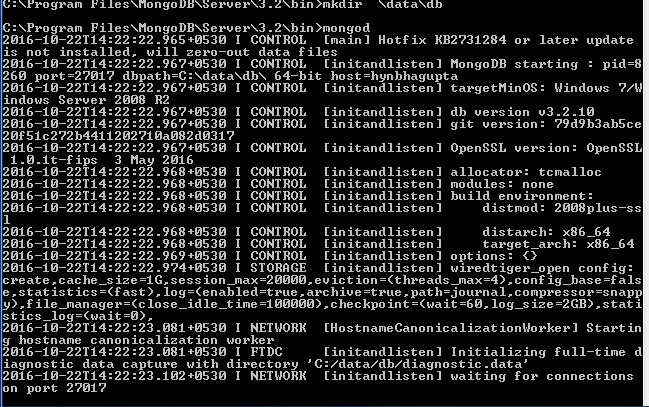 C:\Program Files\MongoDB\Server\3.2\bin>mkdir  \data\db
C:\Program Files\MongoDB\Server\3.2\bin>mongod
2016-10-22T14:22:22.965+0530 I CONTROL  [main] Hotfix KB2731284 or later update
is not installed, will zero-out data files
2016-10-22T14:22:22.967+0530 I CONTROL  [initandlisten] MongoDB starting : pid=8
260 port=27017 dbpath=C:\data\db\ 64-bit host=hynbhagupta
2016-10-22T14:22:22.967+0530 I CONTROL  [initandlisten] targetMinOS: Windows 7/W
indows Server 2008 R2
2016-10-22T14:22:22.967+0530 I CONTROL  [initandlisten] db version v3.2.10
2016-10-22T14:22:22.967+0530 I CONTROL  [initandlisten] git version: 79d9b3ab5ce
20f51c272b4411202710a082d0317
2016-10-22T14:22:22.967+0530 I CONTROL  [initandlisten] OpenSSL version: OpenSSL
 1.0.1t-fips  3 May 2016
2016-10-22T14:22:22.968+0530 I CONTROL  [initandlisten] allocator: tcmalloc
2016-10-22T14:22:22.968+0530 I CONTROL  [initandlisten] modules: none
2016-10-22T14:22:22.968+0530 I CONTROL  [initandlisten] build environment:
2016-10-22T14:22:22.968+0530 I CONTROL  [initandlisten]     distmod: 2008plus-ss
l
2016-10-22T14:22:22.968+0530 I CONTROL  [initandlisten]     distarch: x86_64
2016-10-22T14:22:22.968+0530 I CONTROL  [initandlisten]     target_arch: x86_64
2016-10-22T14:22:22.969+0530 I CONTROL  [initandlisten] options: {}
2016-10-22T14:22:22.974+0530 I STORAGE  [initandlisten] wiredtiger_open config:
create,cache_size=1G,session_max=20000,eviction=(threads_max=4),config_base=fals
e,statistics=(fast),log=(enabled=true,archive=true,path=journal,compressor=snapp
y),file_manager=(close_idle_time=100000),checkpoint=(wait=60,log_size=2GB),stati
stics_log=(wait=0),
2016-10-22T14:22:23.081+0530 I NETWORK  [HostnameCanonicalizationWorker] Startin
g hostname canonicalization worker
2016-10-22T14:22:23.081+0530 I FTDC     [initandlisten] Initializing full-time d
iagnostic data capture with directory 'C:/data/db/diagnostic.data'
2016-10-22T14:22:23.102+0530 I NETWORK  [initandlisten] waiting for connections
on port 27017